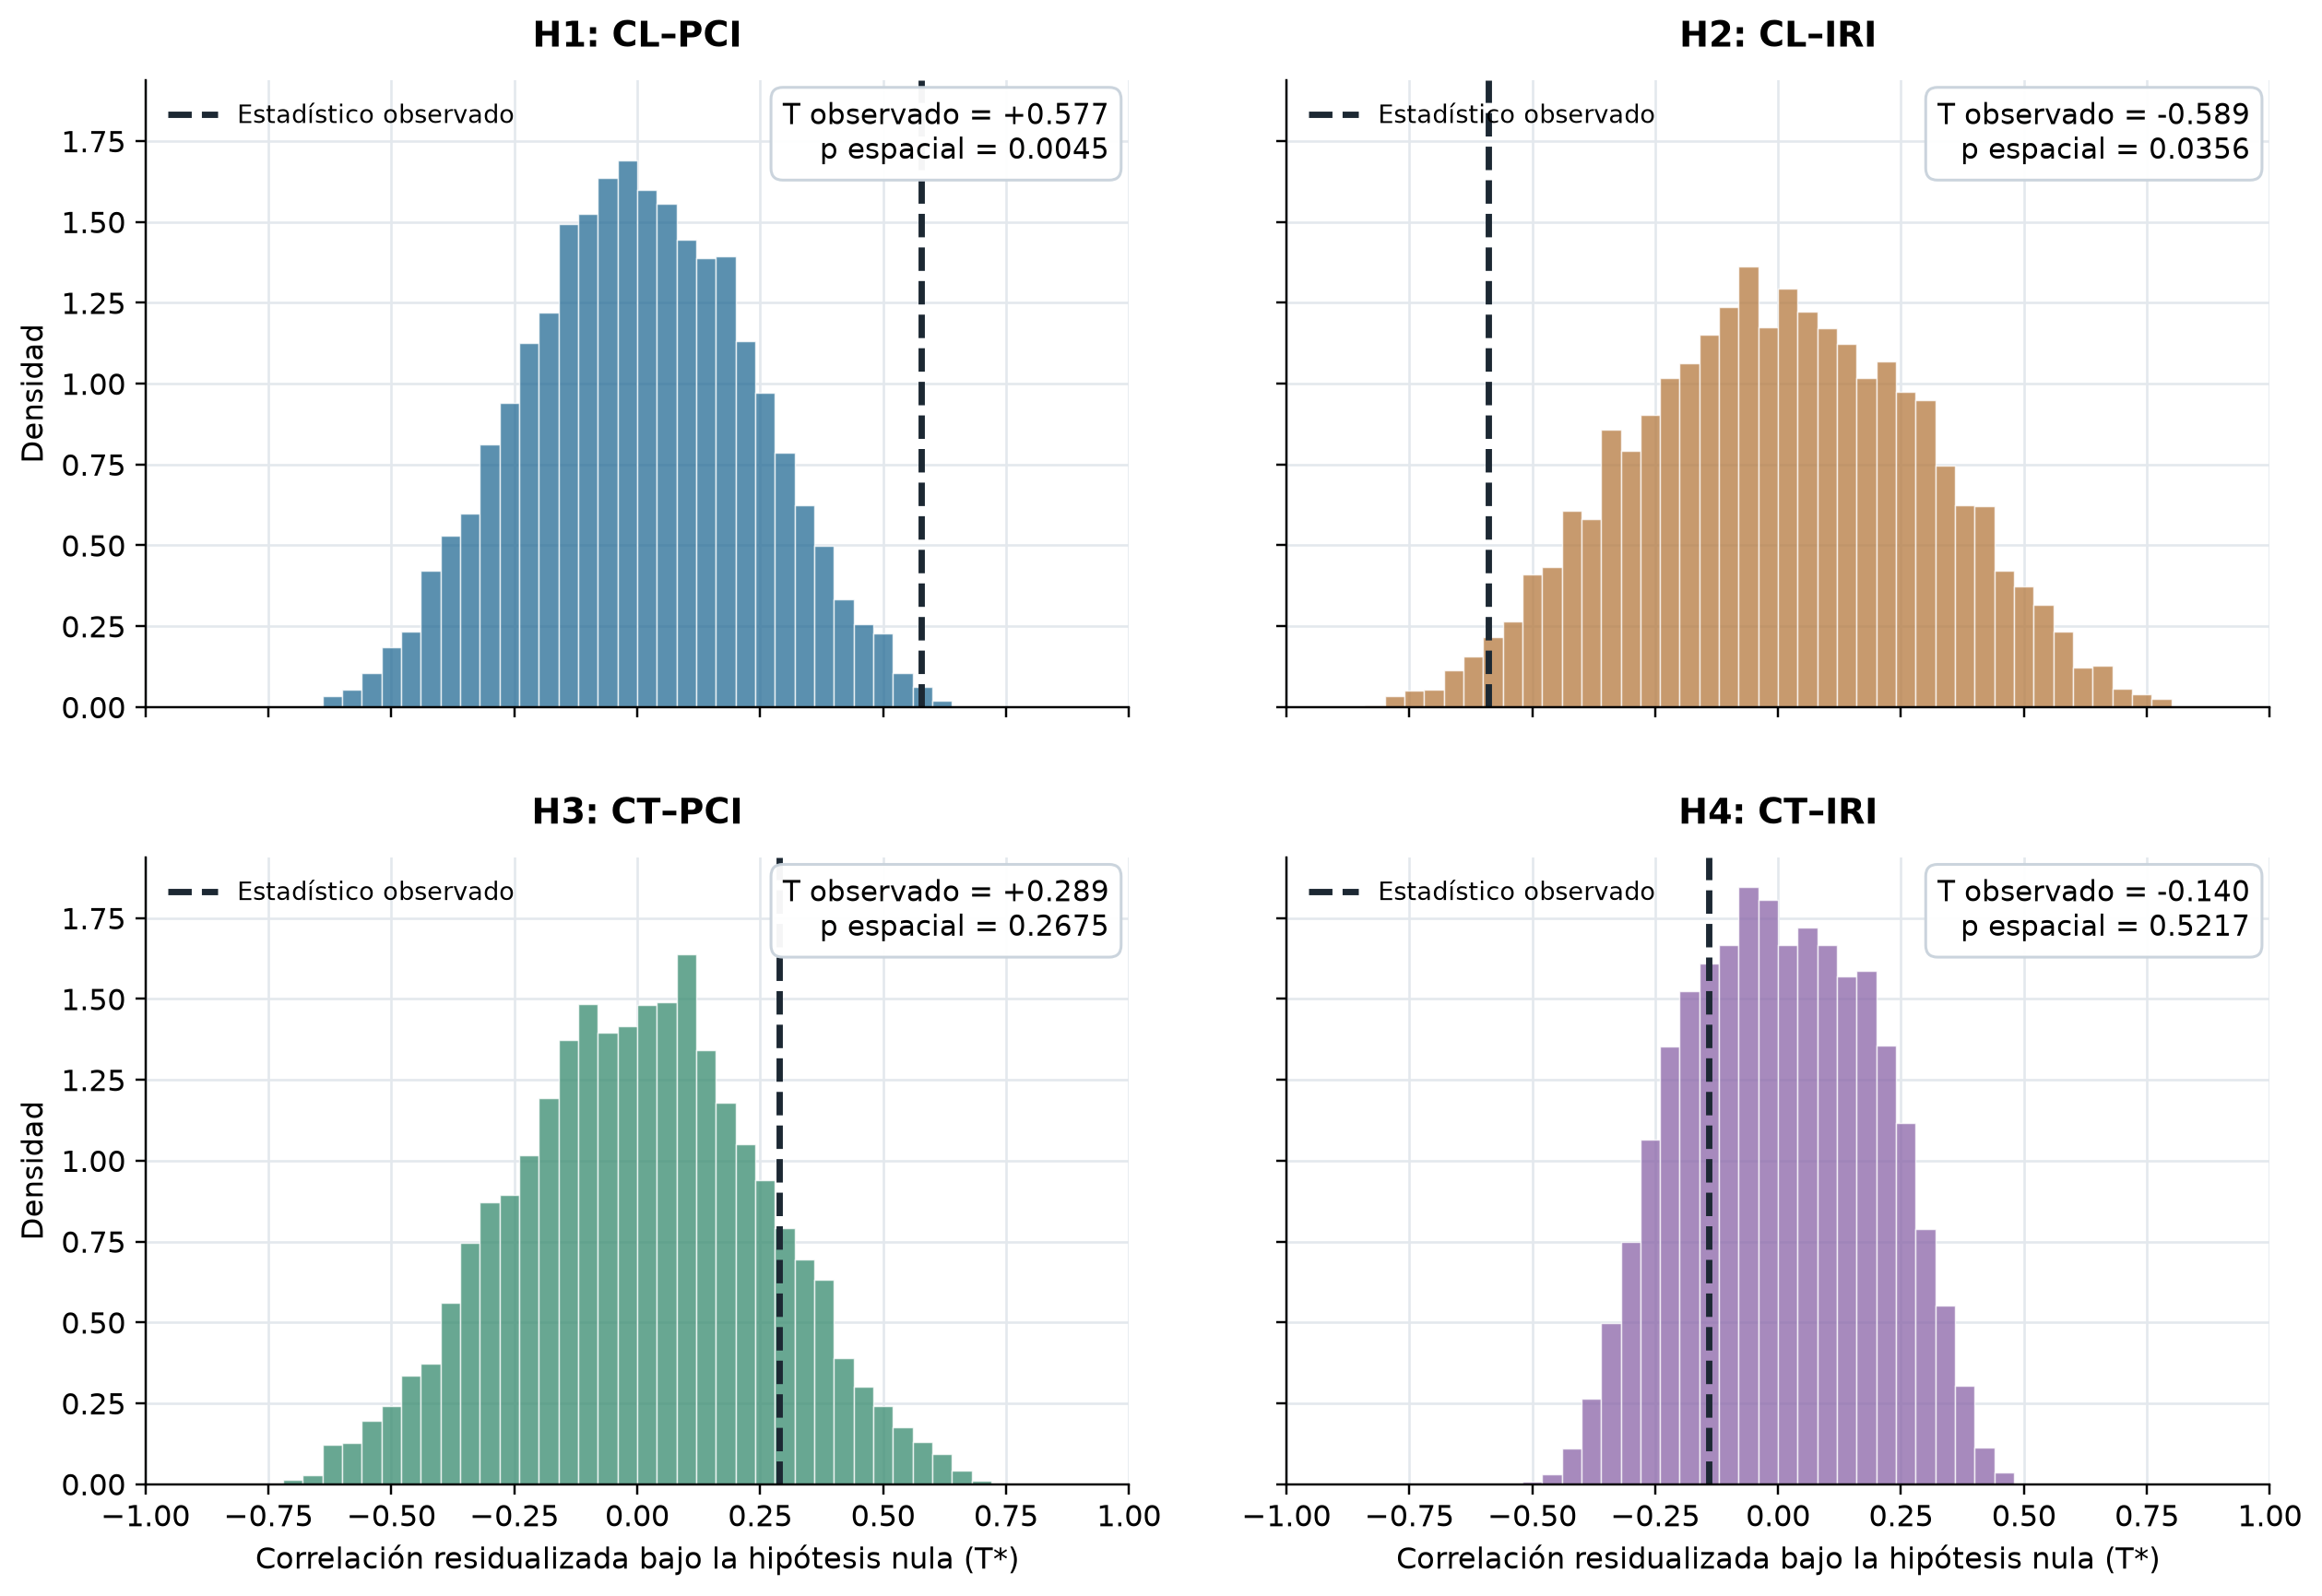 H1: CL–PCI
Estadístico observado
T observado = +0.577
p espacial = 0.0045
1.75
1.50
1.25
1.00
0.75
0.50
0.25
0.00
Densidad
H2: CL–IRI
Estadístico observado
T observado = -0.589
p espacial = 0.0356
H3: CT–PCI
Estadístico observado
T observado = +0.289
p espacial = 0.2675
1.75
1.50
1.25
1.00
0.75
0.50
0.25
0.00
Densidad
−1.00 −0.75 −0.50 −0.25 0.00 0.25 0.50 0.75 1.00
Correlación residualizada bajo la hipótesis nula (T*)
H4: CT–IRI
Estadístico observado
T observado = -0.140
p espacial = 0.5217
−1.00 −0.75 −0.50 −0.25 0.00 0.25 0.50 0.75 1.00
Correlación residualizada bajo la hipótesis nula (T*)